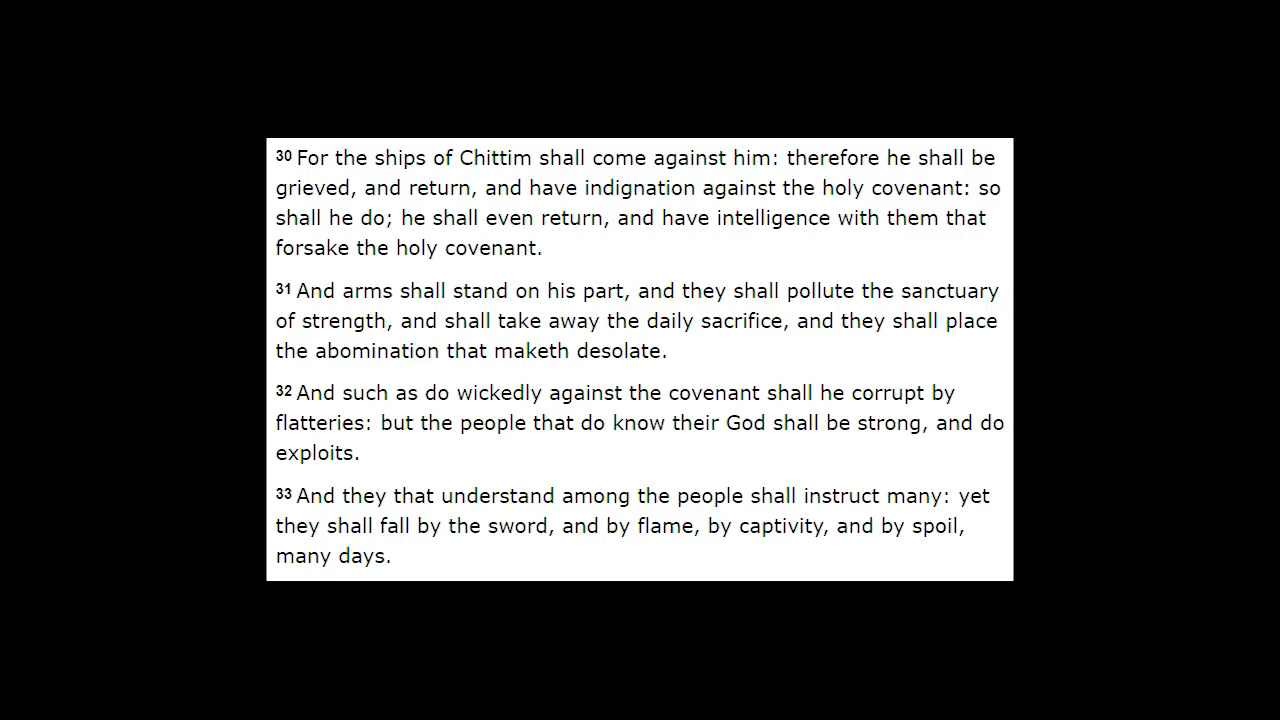 30 For the ships of Chittim shall come against him: therefore he shall be
grieved, and return, and have indignation against the holy covenant: so
shall he do; he shall even return, and have intelligence with them that
forsake the holy covenant.
31 And arms shall stand on his part, and they shall pollute the sanctuary
of strength, and shall take away the daily sacrifice, and they shall place
the abomination that maketh desolate.
32 And such as do wickedly against the covenant shall he corrupt by
flatteries: but the people that do know their God shall be strong, and do
exploits.
33 And they that understand among the people shall instruct many: yet
they shall fall by the sword, and by flame, by captivity, and by spoil,
many days.